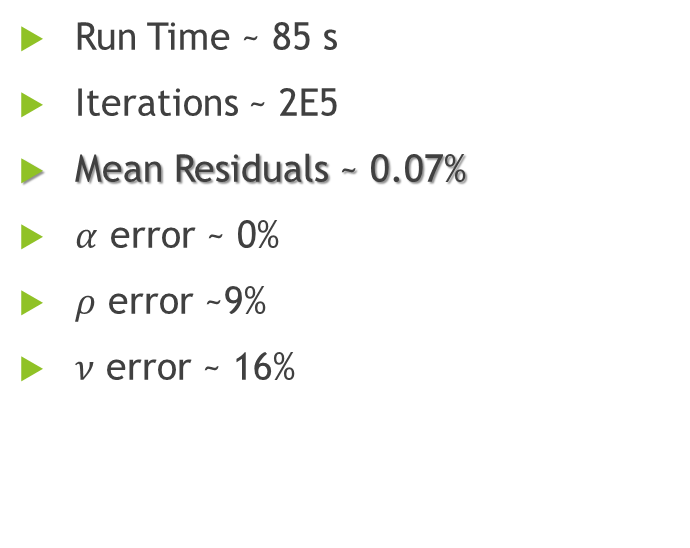 Run Time ~ 85 s
Iterations ~ 2E5
Mean Residuals ~ 0.07%
α error ~ 0%
ρ error ~9%
ν error ~ 16%